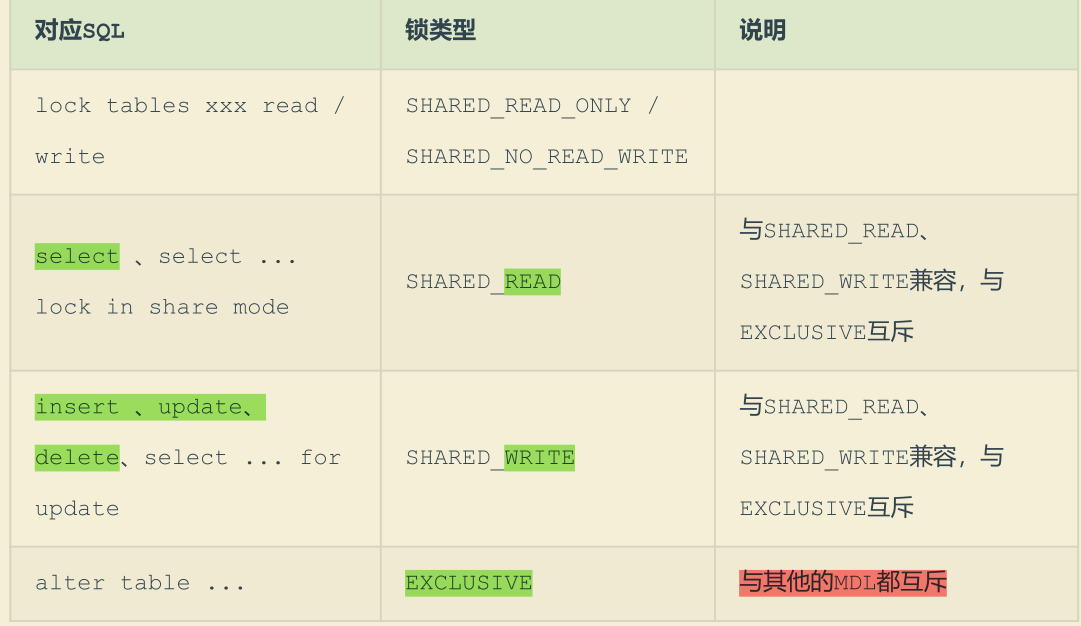 对应SQL
锁类型
说明
lock tables xxx read /
write
SHARED_READ_ONLY /
SHARED_NO_READ_WRITE
select 、select ...
lock in share mode
SHARED_READ
与SHARED_READ、
SHARED_WRITE兼容，与
EXCLUSIVE互斥
insert 、update、
delete、select ... for
update
SHARED_WRITE
与SHARED_READ、
SHARED_WRITE兼容，与
EXCLUSIVE互斥
alter table ...
EXCLUSIVE
与其他的MDL都互斥